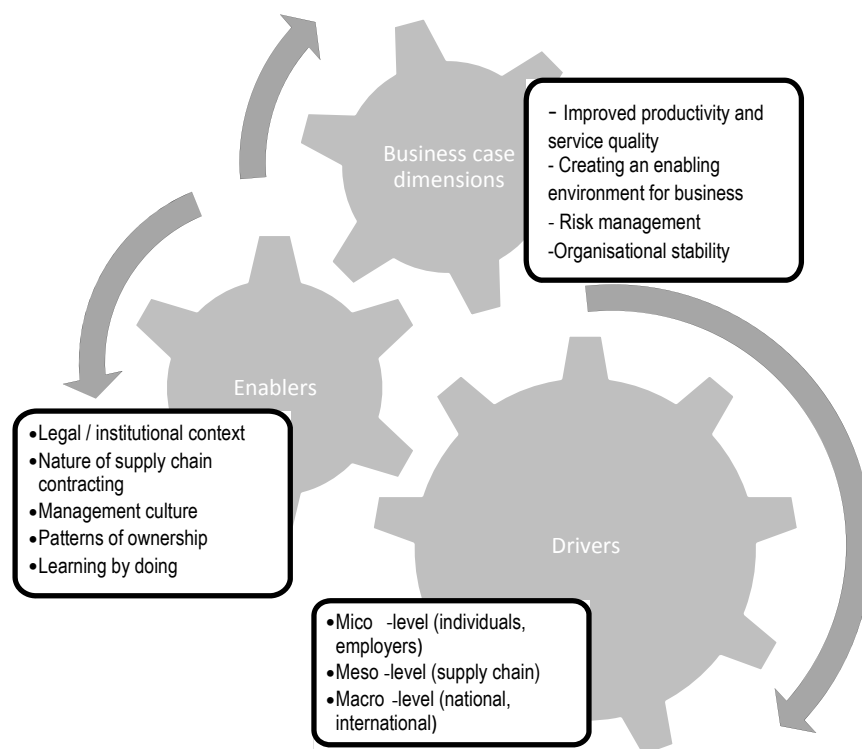 Business case
dimensions
- Improved productivity and
service quality
- Creating an enabling
environment for business
- Risk management
-Organisational stability
Enablers
•Legal / institutional context
•Nature of supply chain
contracting
•Management culture
•Patterns of ownership
•Learning by doing
Drivers
•Mico -level (individuals,
employers)
•Meso -level (supply chain)
•Macro -level (national,
international)